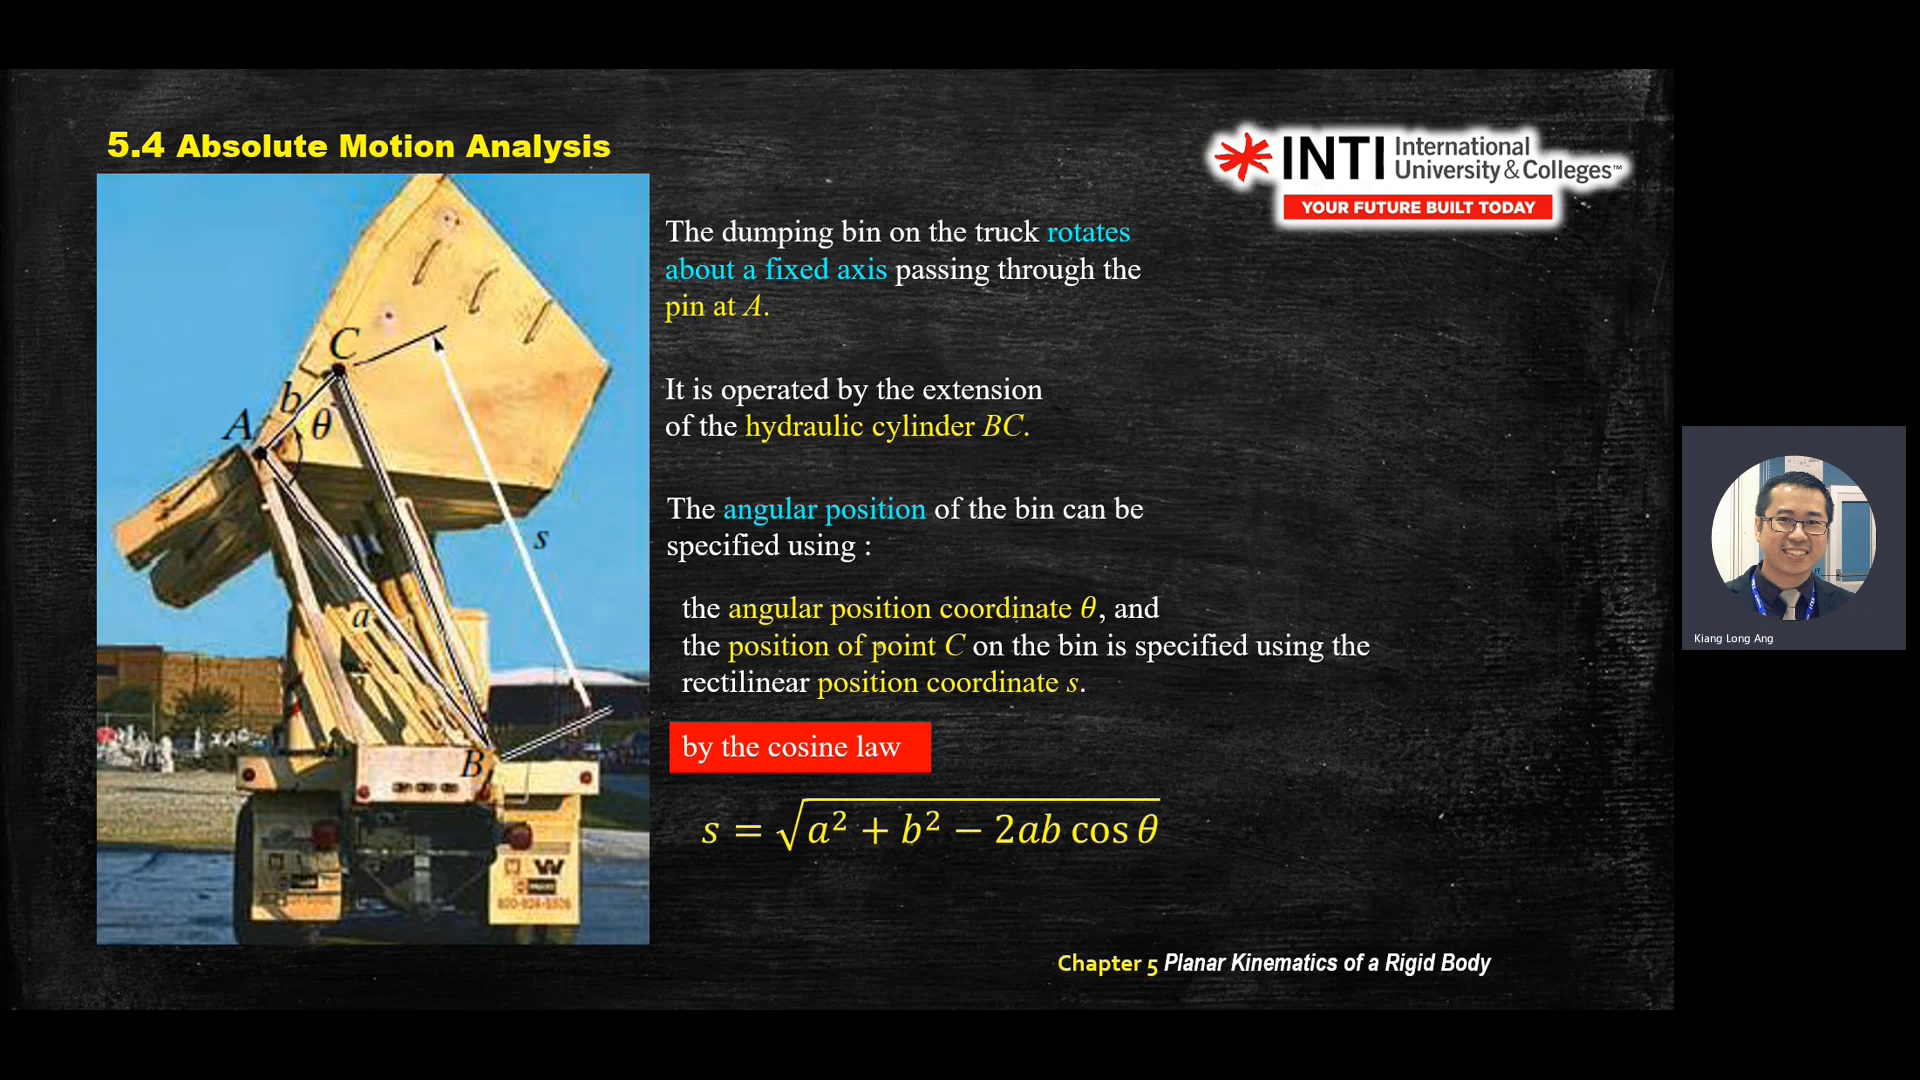 5.4 Absolute Motion Analysis
INTI International
University & Colleges™
YOUR FUTURE BUILT TODAY
The dumping bin on the truck rotates
about a fixed axis passing through the
pin at A.
It is operated by the extension
of the hydraulic cylinder BC.
The angular position of the bin can be
specified using :
the angular position coordinate θ, and
the position of point C on the bin is specified using the
rectilinear position coordinate s.
by the cosine law
s = √a² + b² − 2ab cos θ
C
b
A
θ
s
a
B
W
Chapter 5 Planar Kinematics of a Rigid Body
Kiang Long Ang